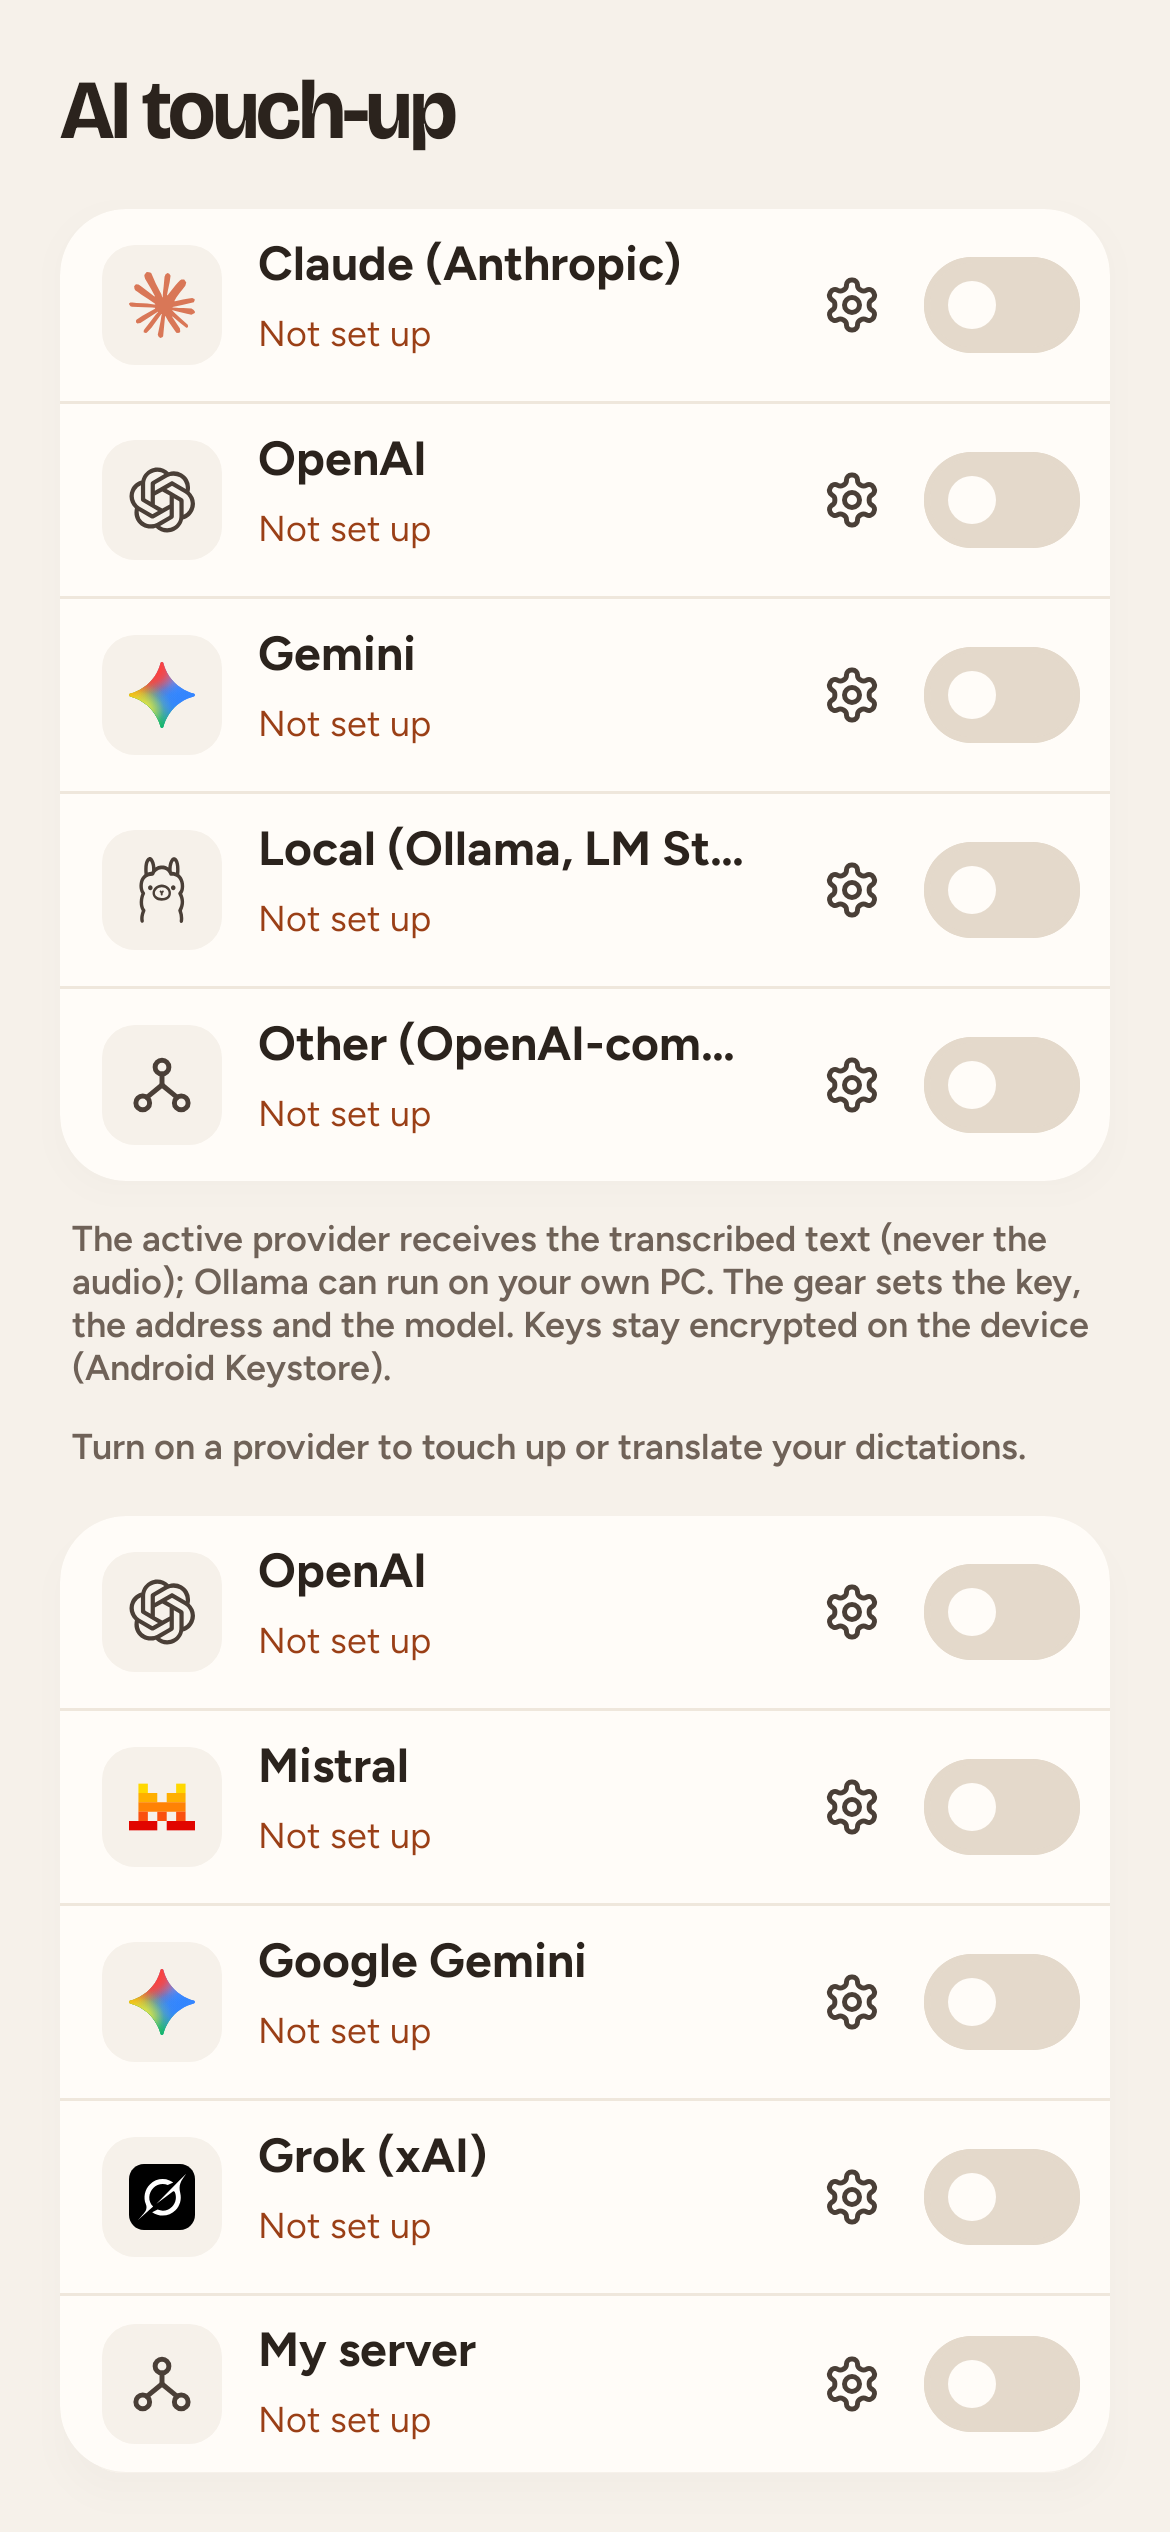 AI touch-up
Claude (Anthropic)
Not set up
OpenAI
Not set up
Gemini
Not set up
Local (Ollama, LM St...
Not set up
Other (OpenAI-com...
Not set up
The active provider receives the transcribed text (never the
audio); Ollama can run on your own PC. The gear sets the key,
the address and the model. Keys stay encrypted on the device
(Android Keystore).
Turn on a provider to touch up or translate your dictations.
OpenAI
Not set up
Mistral
Not set up
Google Gemini
Not set up
Grok (xAI)
Not set up
My server
Not set up